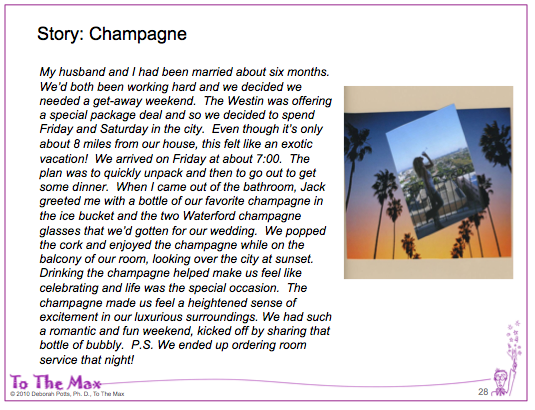 Story: Champagne
My husband and I had been married about six months.
We'd both been working hard and we decided we
needed a get-away weekend. The Westin was offering
a special package deal and so we decided to spend
Friday and Saturday in the city. Even though it's only
about 8 miles from our house, this felt like an exotic
vacation! We arrived on Friday at about 7:00. The
plan was to quickly unpack and then to go out to get
some dinner. When I came out of the bathroom, Jack
greeted me with a bottle of our favorite champagne in
the ice bucket and the two Waterford champagne
glasses that we'd gotten for our wedding. We popped
the cork and enjoyed the champagne while on the
balcony of our room, looking over the city at sunset.
Drinking the champagne helped make us feel like
celebrating and life was the special occasion. The
champagne made us feel a heightened sense of
excitement in our luxurious surroundings. We had such
a romantic and fun weekend, kicked off by sharing that
bottle of bubbly. P.S. We ended up ordering room
service that night!
To The Max
© 2010 Deborah Potts, Ph. D., To The Max
28